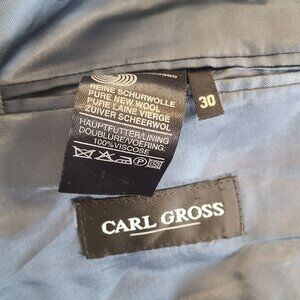 REINE SCHURWOLLE
PURE NEW WOOL
PURE LAINE VIERGE
ZUIVER SCHEERWOL
HAUPTFUTTER/LINING
DOUBLURE/VOERING:
100%VISCOSE
P
30
CARL GROSS